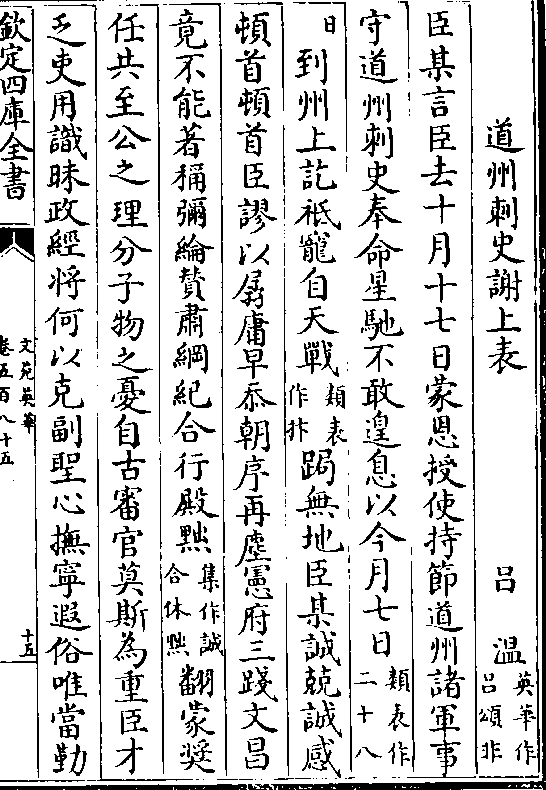 道州刺史謝上表　　　　呂　溫英華作呂頌非
臣某言臣去十月十七日蒙恩授使持節道州諸軍事
守道州刺史奉命星馳不敢遑息以今月七日類表作二十八
日到州上訖祗寵自天戰類表作抃跼無地臣某誠兢誠感
頓首頓首臣謬以孱庸早忝朝序再塵憲府三踐文昌
竟不能著稱彌綸贊肅綱紀合行殿黜集作誠合休黜翻蒙奨
任共至公之理分子物之憂自古審官莫斯為重臣才
乏吏用識昧政經將何以克副聖心撫寧遐俗唯當勤
欽定四庫全書
文苑英華
卷五百八十五
十五